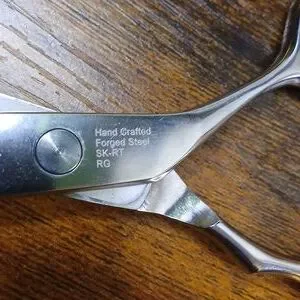 Hand Crafted
Forged Steel
SK-RT
RG